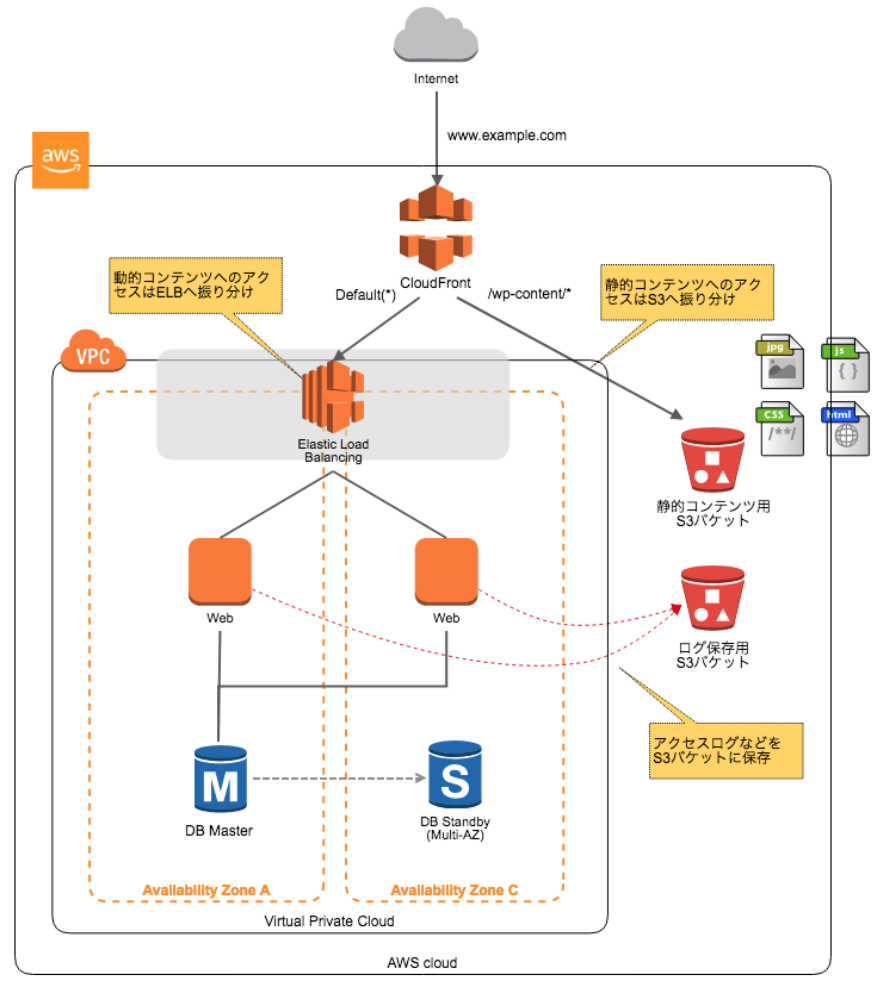 Internet
www.example.com
aws
CloudFront
動的コンテンツへのアク
セスはELBへ振り分け
Default(*)
/wp-content/*
静的コンテンツへのアク
セスはS3へ振り分け
VPC
jpg
js
{ }
CSS
/**/
html
Elastic Load
Balancing
静的コンテンツ用
S3バケット
Web
Web
ログ保存用
S3バケット
アクセスログなどを
S3バケットに保存
M
S
DB Master
DB Standby
(Multi-AZ)
Availability Zone A
Availability Zone C
Virtual Private Cloud
AWS cloud